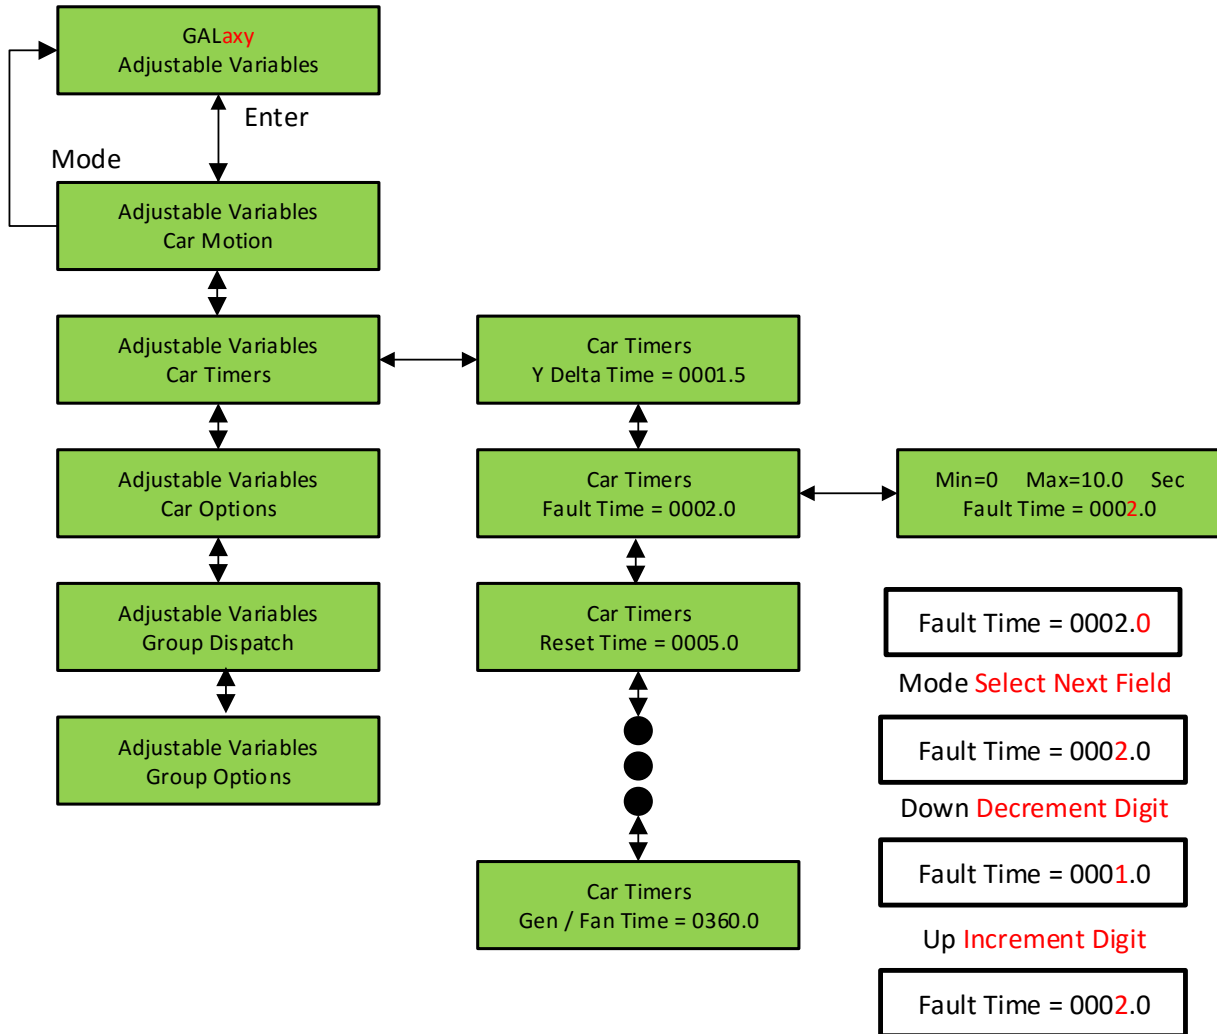 GALaxy
Adjustable Variables
Enter
Mode
Adjustable Variables
Car Motion
Adjustable Variables
Car Timers
Adjustable Variables
Car Options
Adjustable Variables
Group Dispatch
Adjustable Variables
Group Options
Car Timers
Y Delta Time = 0001.5
Car Timers
Fault Time = 0002.0
Car Timers
Reset Time = 0005.0
Car Timers
Gen / Fan Time = 0360.0
Min=0 Max=10.0 Sec
Fault Time = 0002.0
Fault Time = 0002.0
Mode Select Next Field
Fault Time = 0002.0
Down Decrement Digit
Fault Time = 0001.0
Up Increment Digit
Fault Time = 0002.0